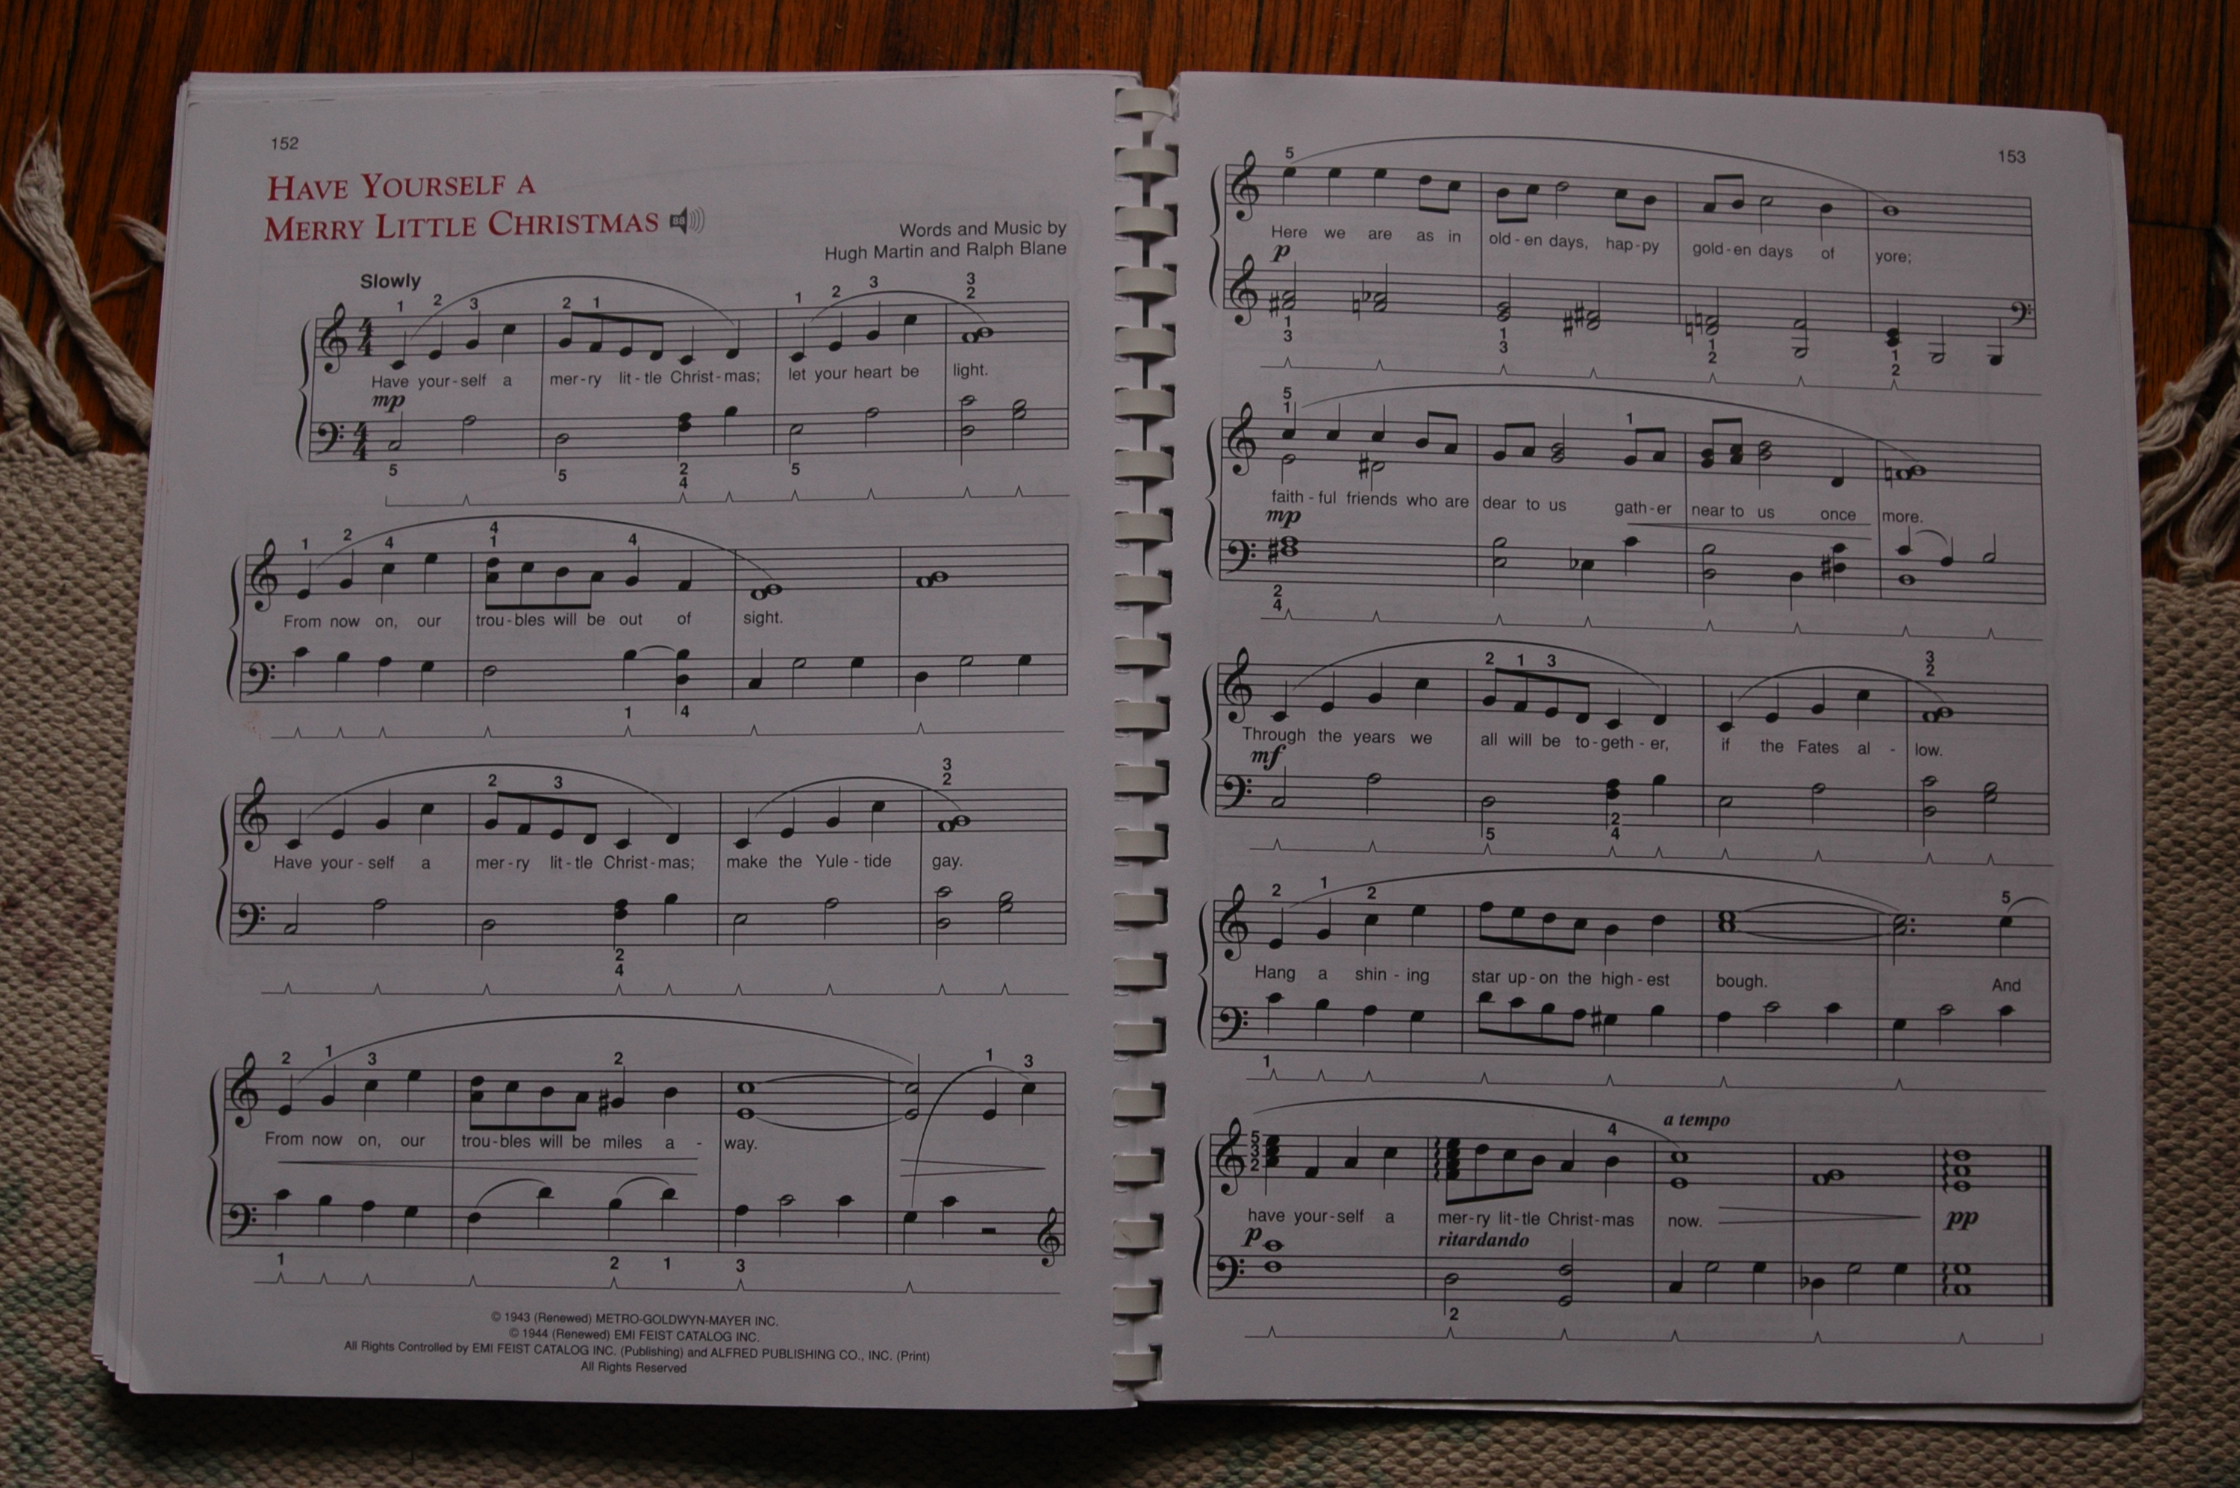 152
HAVE YOURSELF A
MERRY LITTLE CHRISTMAS 88
Words and Music by
Hugh Martin and Ralph Blane
Slowly
1 2 3 2 1 1 2 3 3 2
4 4
Have your - self a mer - ry lit - tle Christ - mas; let your heart be light.
mp
4 4
5 5 2 4 5
1 2 4 4 1 4
From now on, our trou - bles will be out of sight.
1 4
2 3 3 2
Have your - self a mer - ry lit - tle Christ - mas; make the Yule - tide gay.
2 4
2 1 3 2 1 3
From now on, our trou - bles will be miles a - way.
1 2 1 3
© 1943 (Renewed) METRO-GOLDWYN-MAYER INC.
© 1944 (Renewed) EMI FEIST CATALOG INC.
All Rights Controlled by EMI FEIST CATALOG INC. (Publishing) and ALFRED PUBLISHING CO., INC. (Print)
All Rights Reserved
153
5
Here we are as in old - en days, hap - py gold - en days of yore;
p
1 3 1 3 1 2 1 2
5 1 1
faith - ful friends who are dear to us gath - er near to us once more.
mp
2 4
2 1 3 3 2
Through the years we all will be to - geth - er, if the Fates al - low.
mf
5 2 4
2 1 2 5
Hang a shin - ing star up - on the high - est bough. And
1
a tempo
5 3 2 4
have your - self a mer - ry lit - tle Christ - mas now.
p ritardando pp
2